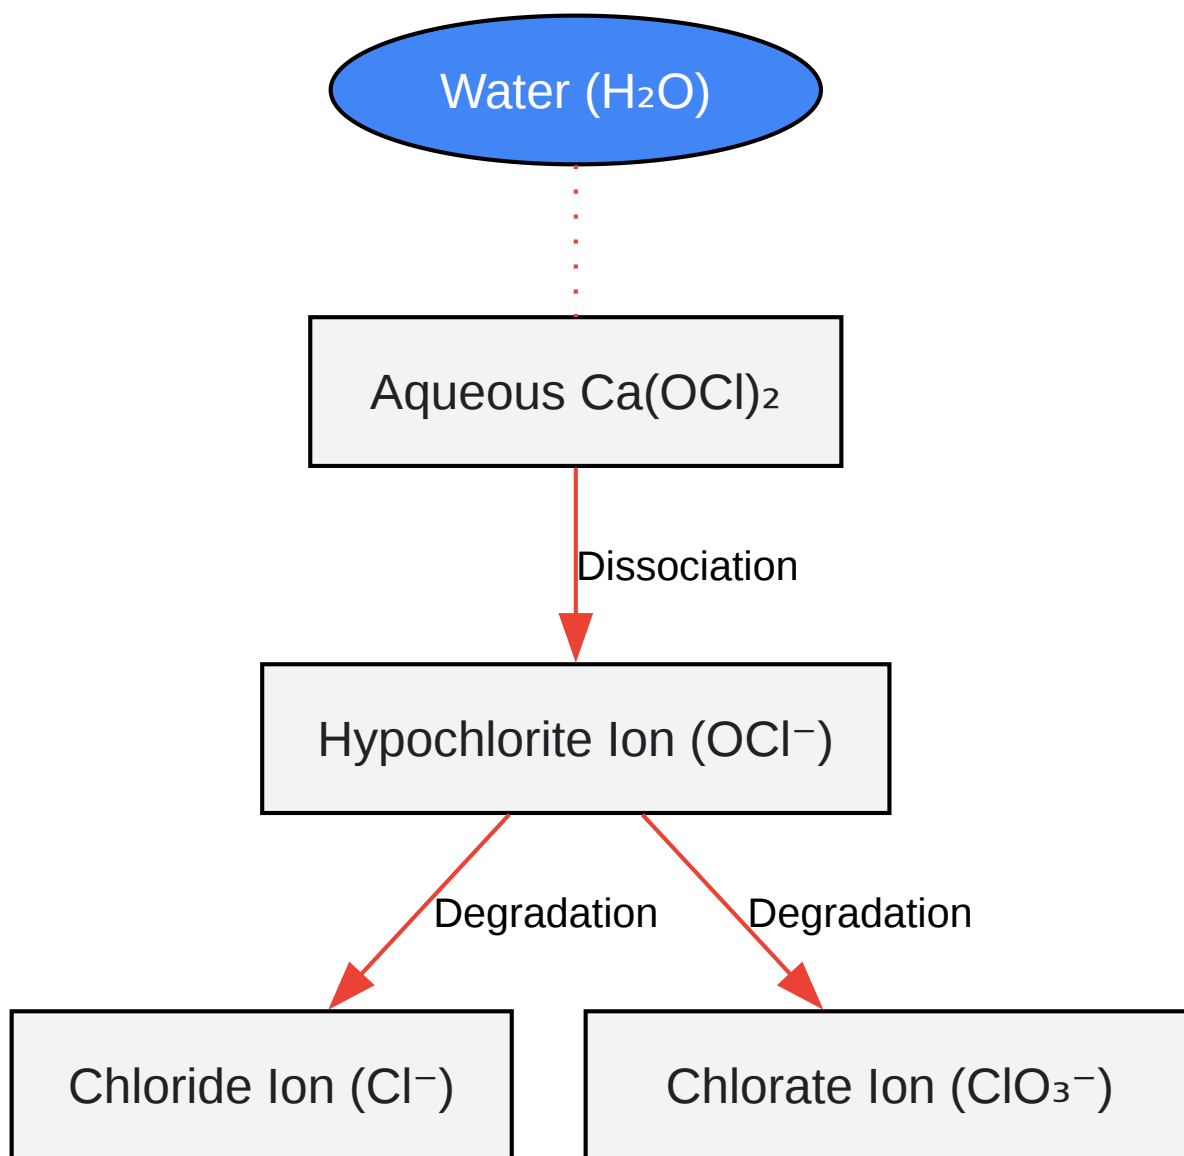 Water (H₂O)
Aqueous Ca(OCl)₂
Dissociation
Hypochlorite Ion (OCl⁻)
Degradation
Degradation
Chloride Ion (Cl⁻)
Chlorate Ion (ClO₃⁻)